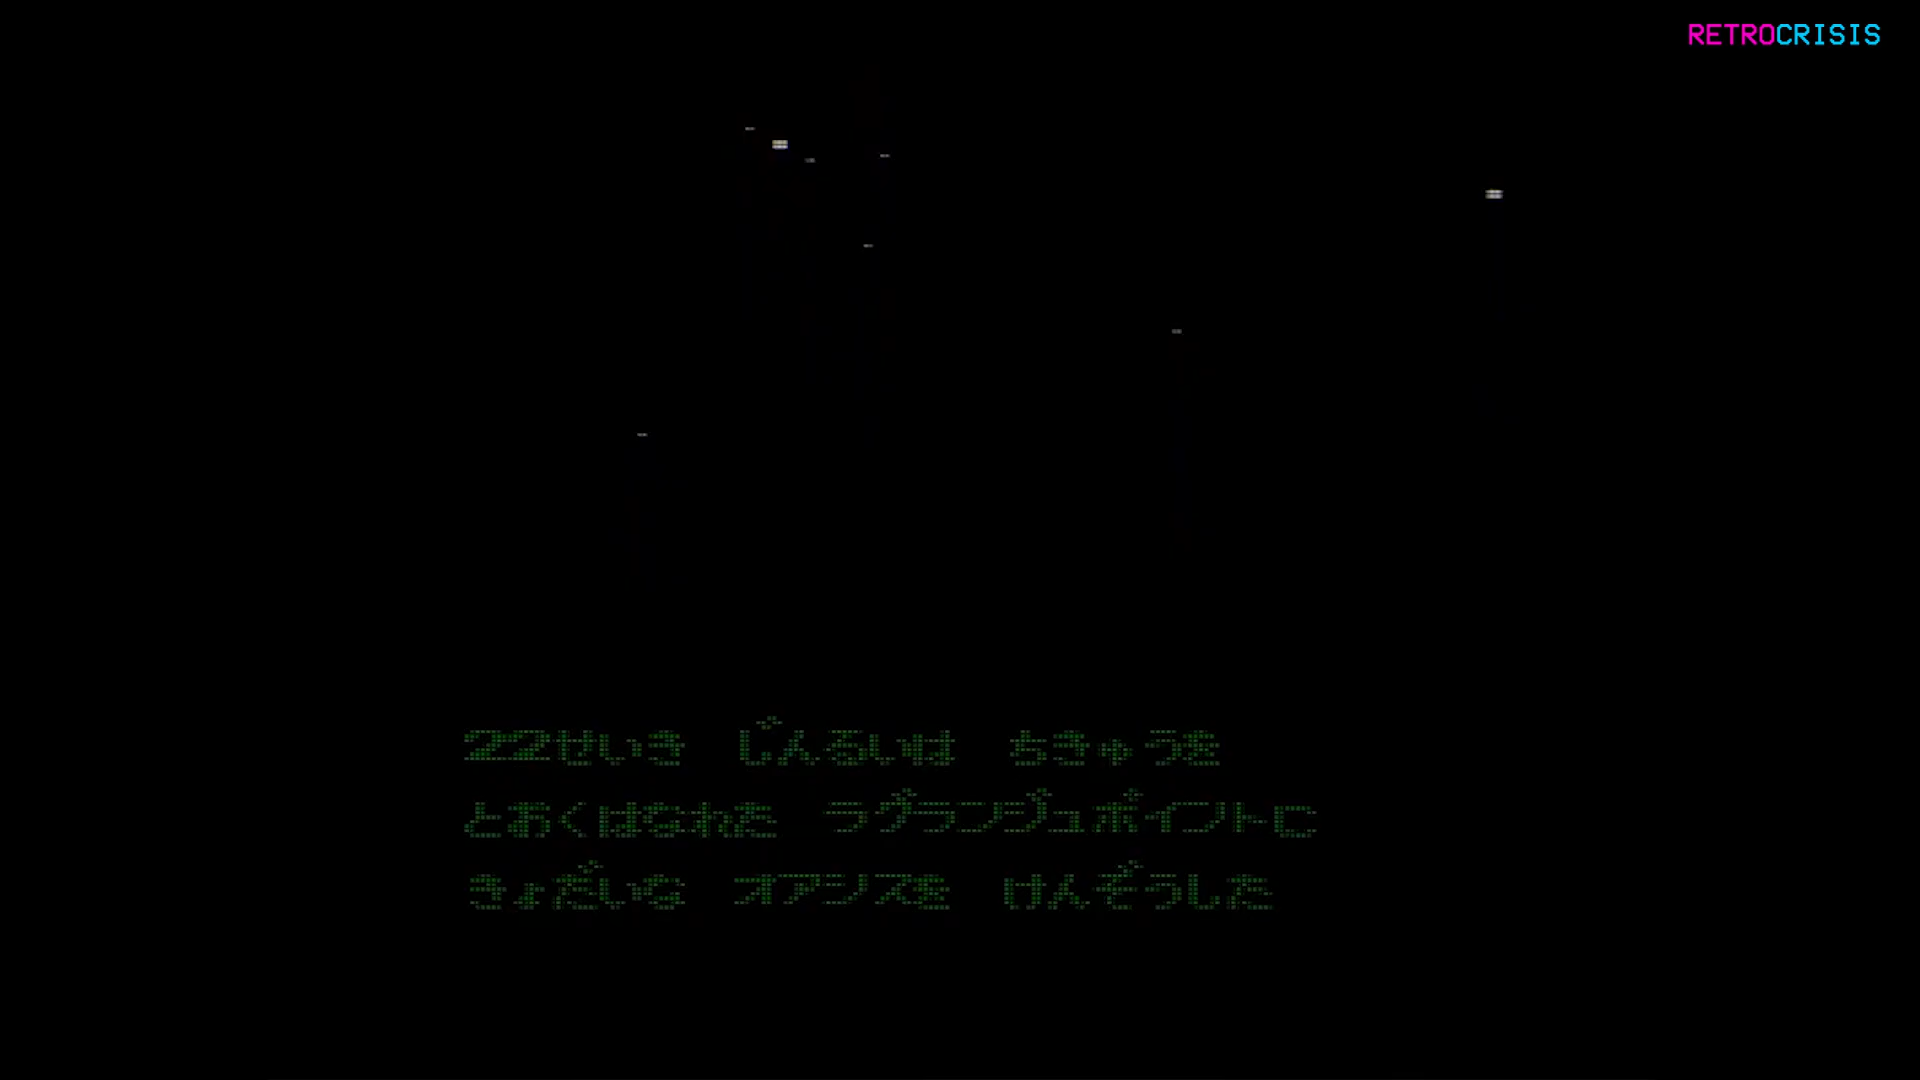 RETROCRISIS
22せいき じんるいは ちきゅうを
とおくはなれた ラグランジュポイントに
きょだいな オアシスを けんぞうした